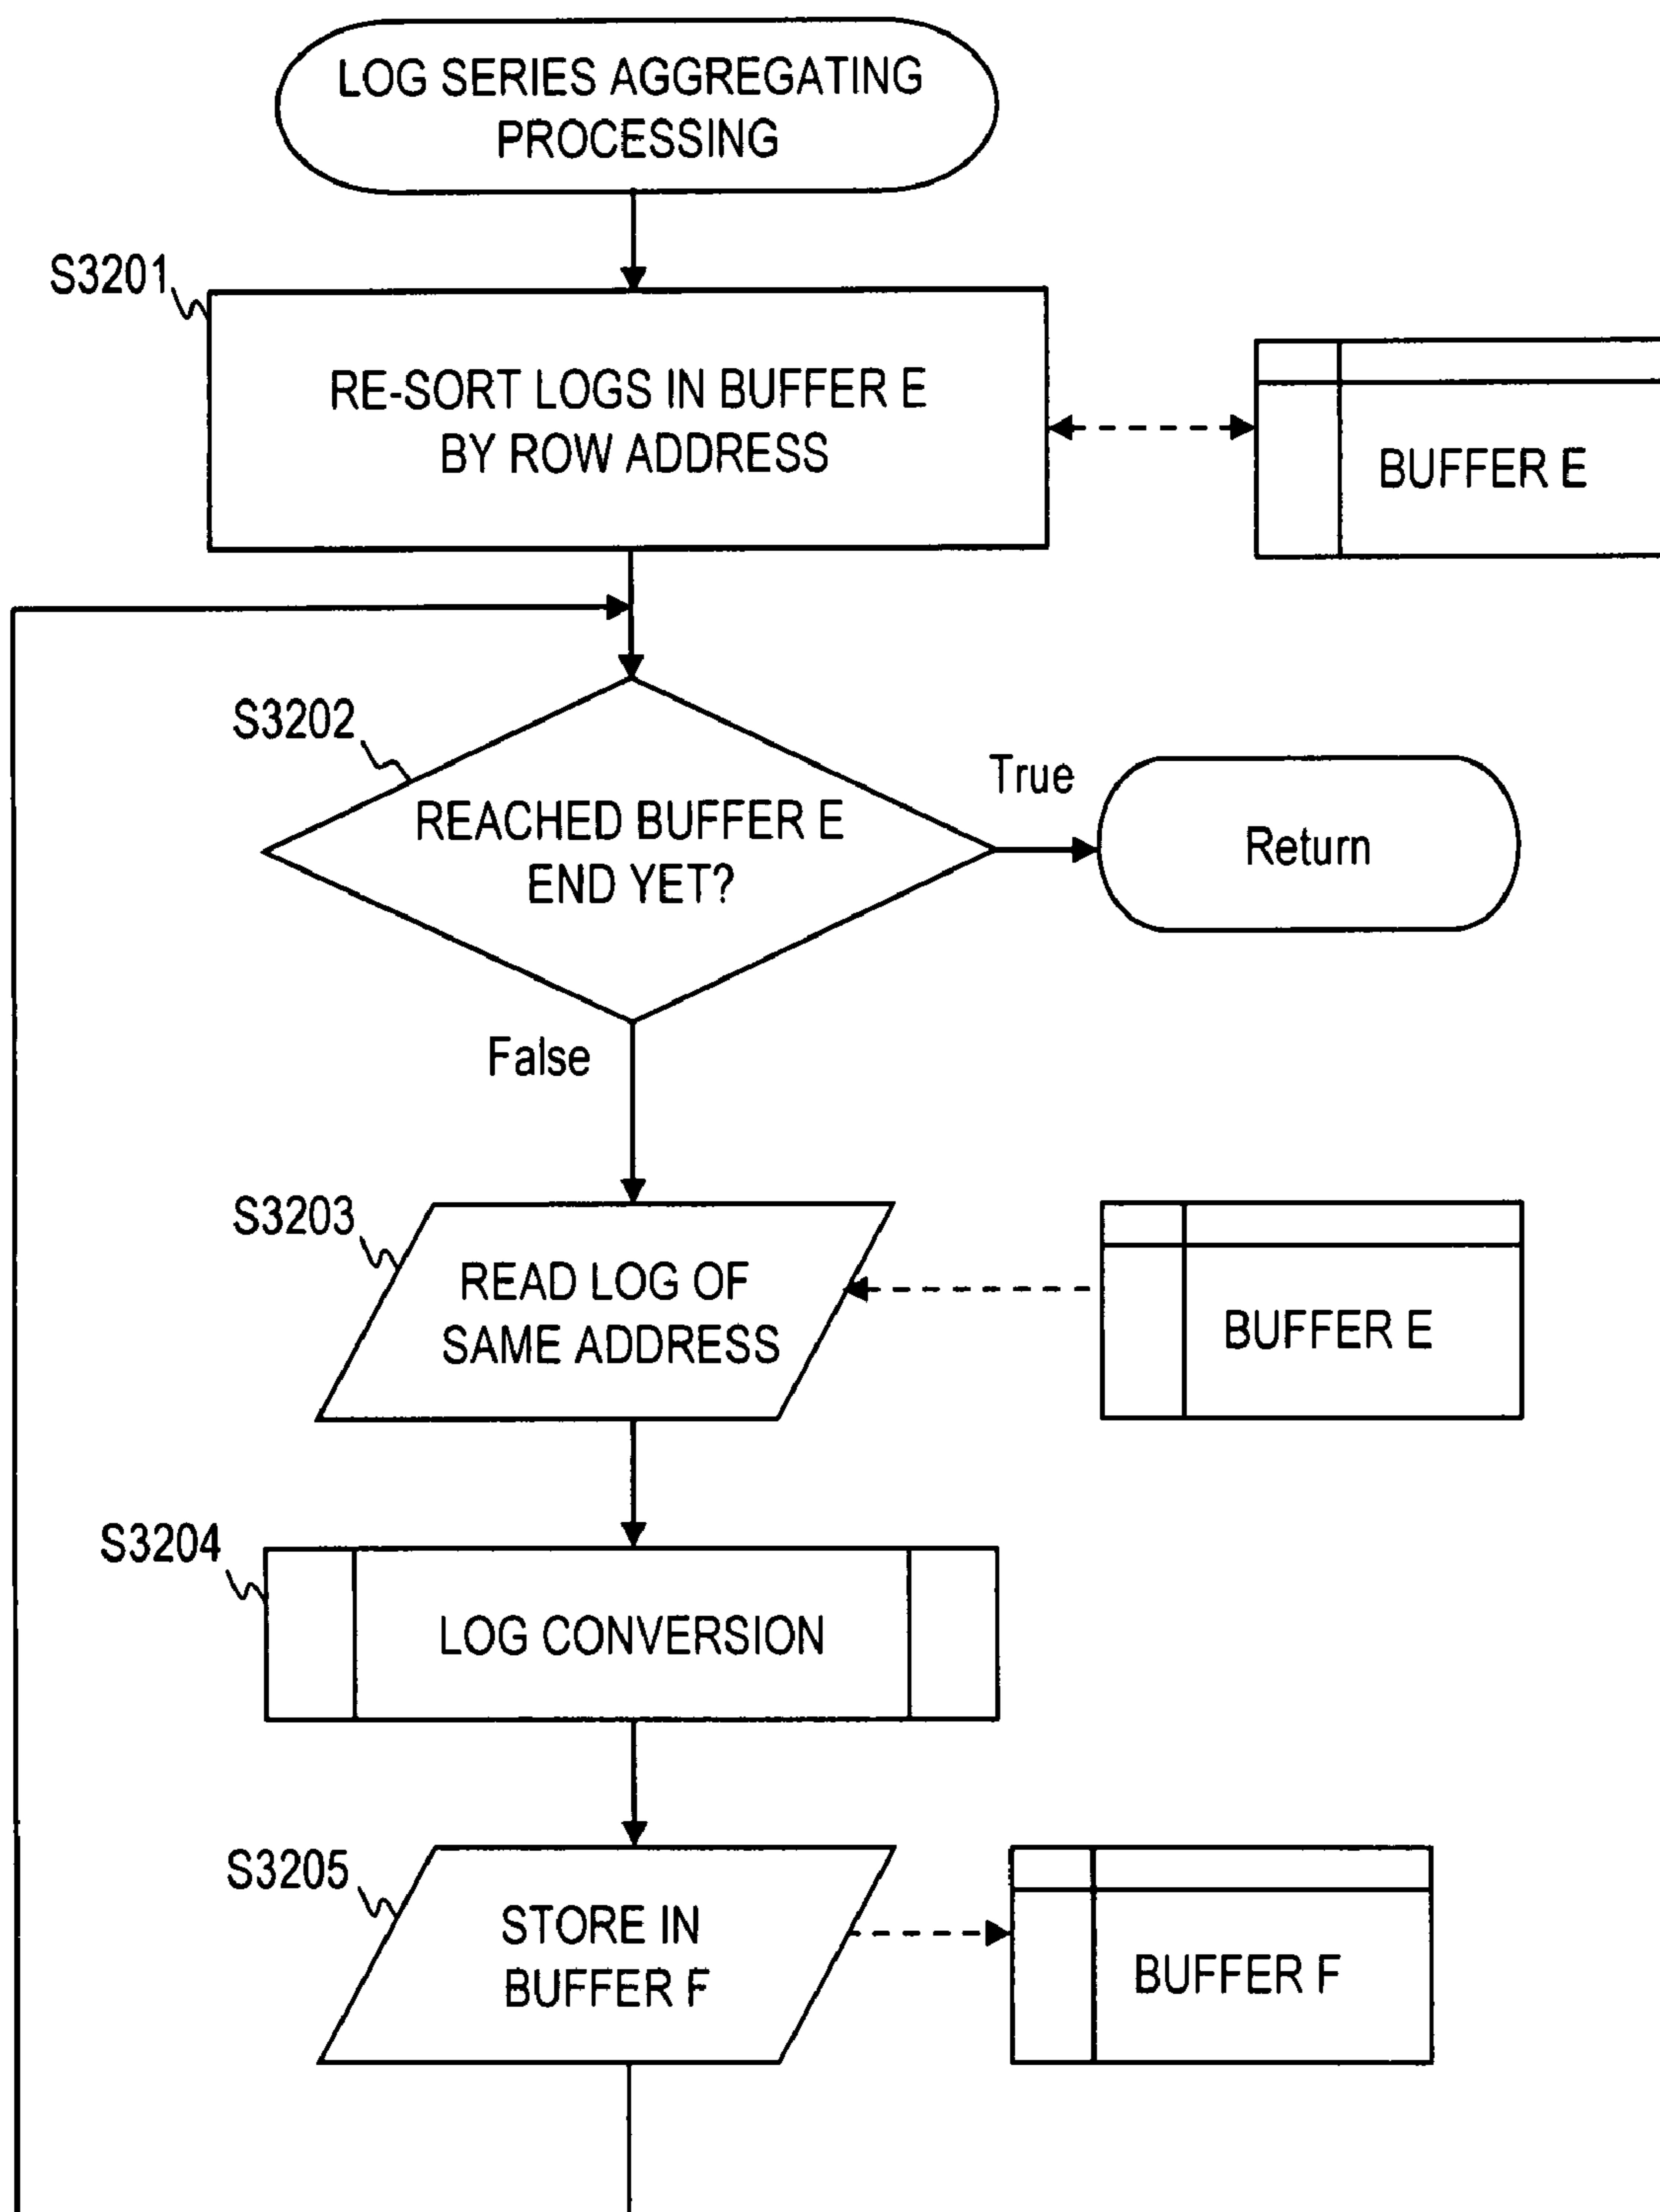 LOG SERIES AGGREGATING
PROCESSING
S3201
RE-SORT LOGS IN BUFFER E
BY ROW ADDRESS
BUFFER E
S3202
REACHED BUFFER E
END YET?
True
Return
False
S3203
READ LOG OF
SAME ADDRESS
BUFFER E
S3204
LOG CONVERSION
S3205
STORE IN
BUFFER F
BUFFER F